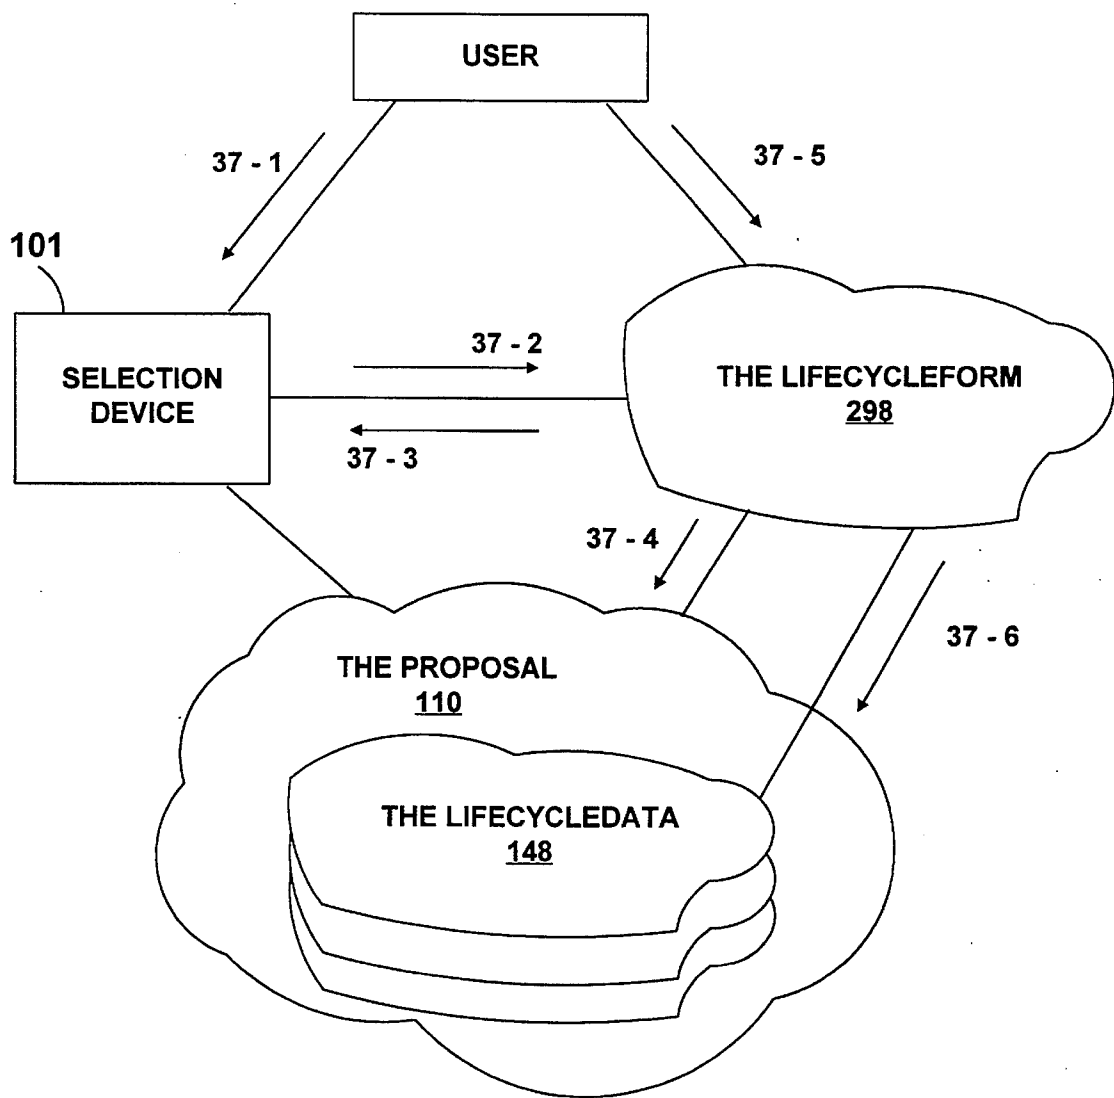 USER
37 - 1
37 - 5
101
37 - 2
SELECTION
DEVICE
THE LIFECYCLEFORM
298
37 - 3
37 - 4
37 - 6
THE PROPOSAL
110
THE LIFECYCLEDATA
148